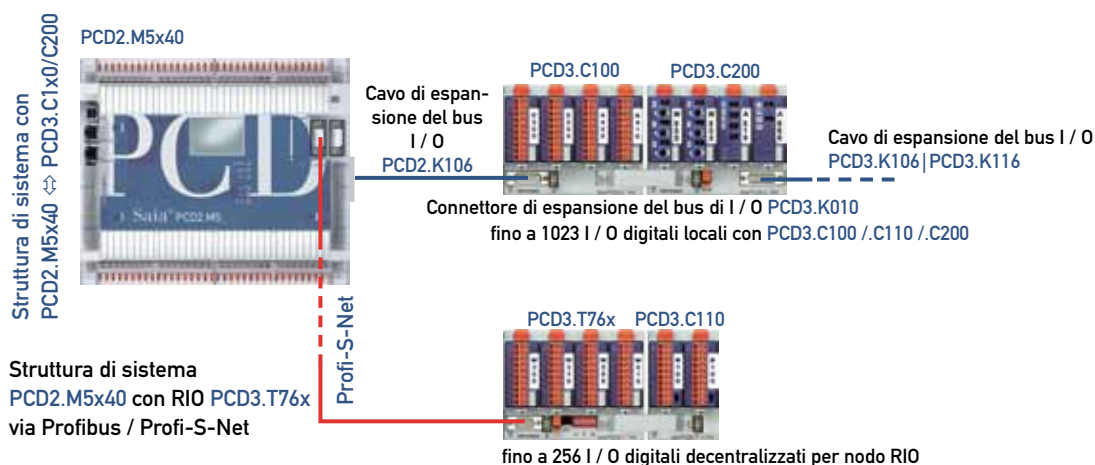 PCD2.M5x40
Struttura di sistema con
PCD2.M5x40 ⇔ PCD3.C1x0/C200
PCD
Saia® PCD2.M5
Cavo di espan-
sione del bus
I / O
PCD2.K106
PCD3.C100
PCD3.C200
Cavo di espansione del bus I / O
PCD3.K106|PCD3.K116
Connettore di espansione del bus di I / O PCD3.K010
fino a 1023 I / O digitali locali con PCD3.C100 /.C110 /.C200
Profi-S-Net
PCD3.T76x
PCD3.C110
Struttura di sistema
PCD2.M5x40 con RIO PCD3.T76x
via Profibus / Profi-S-Net
fino a 256 I / O digitali decentralizzati per nodo RIO